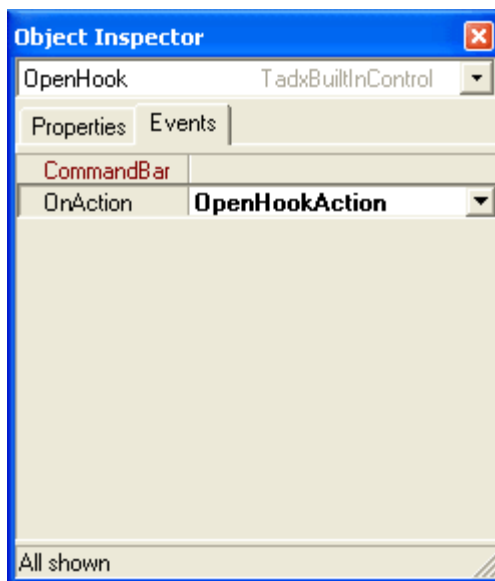 Object Inspector
OpenHook TadxBuiltInControl
Properties Events
CommandBar
OnAction OpenHookAction
All shown